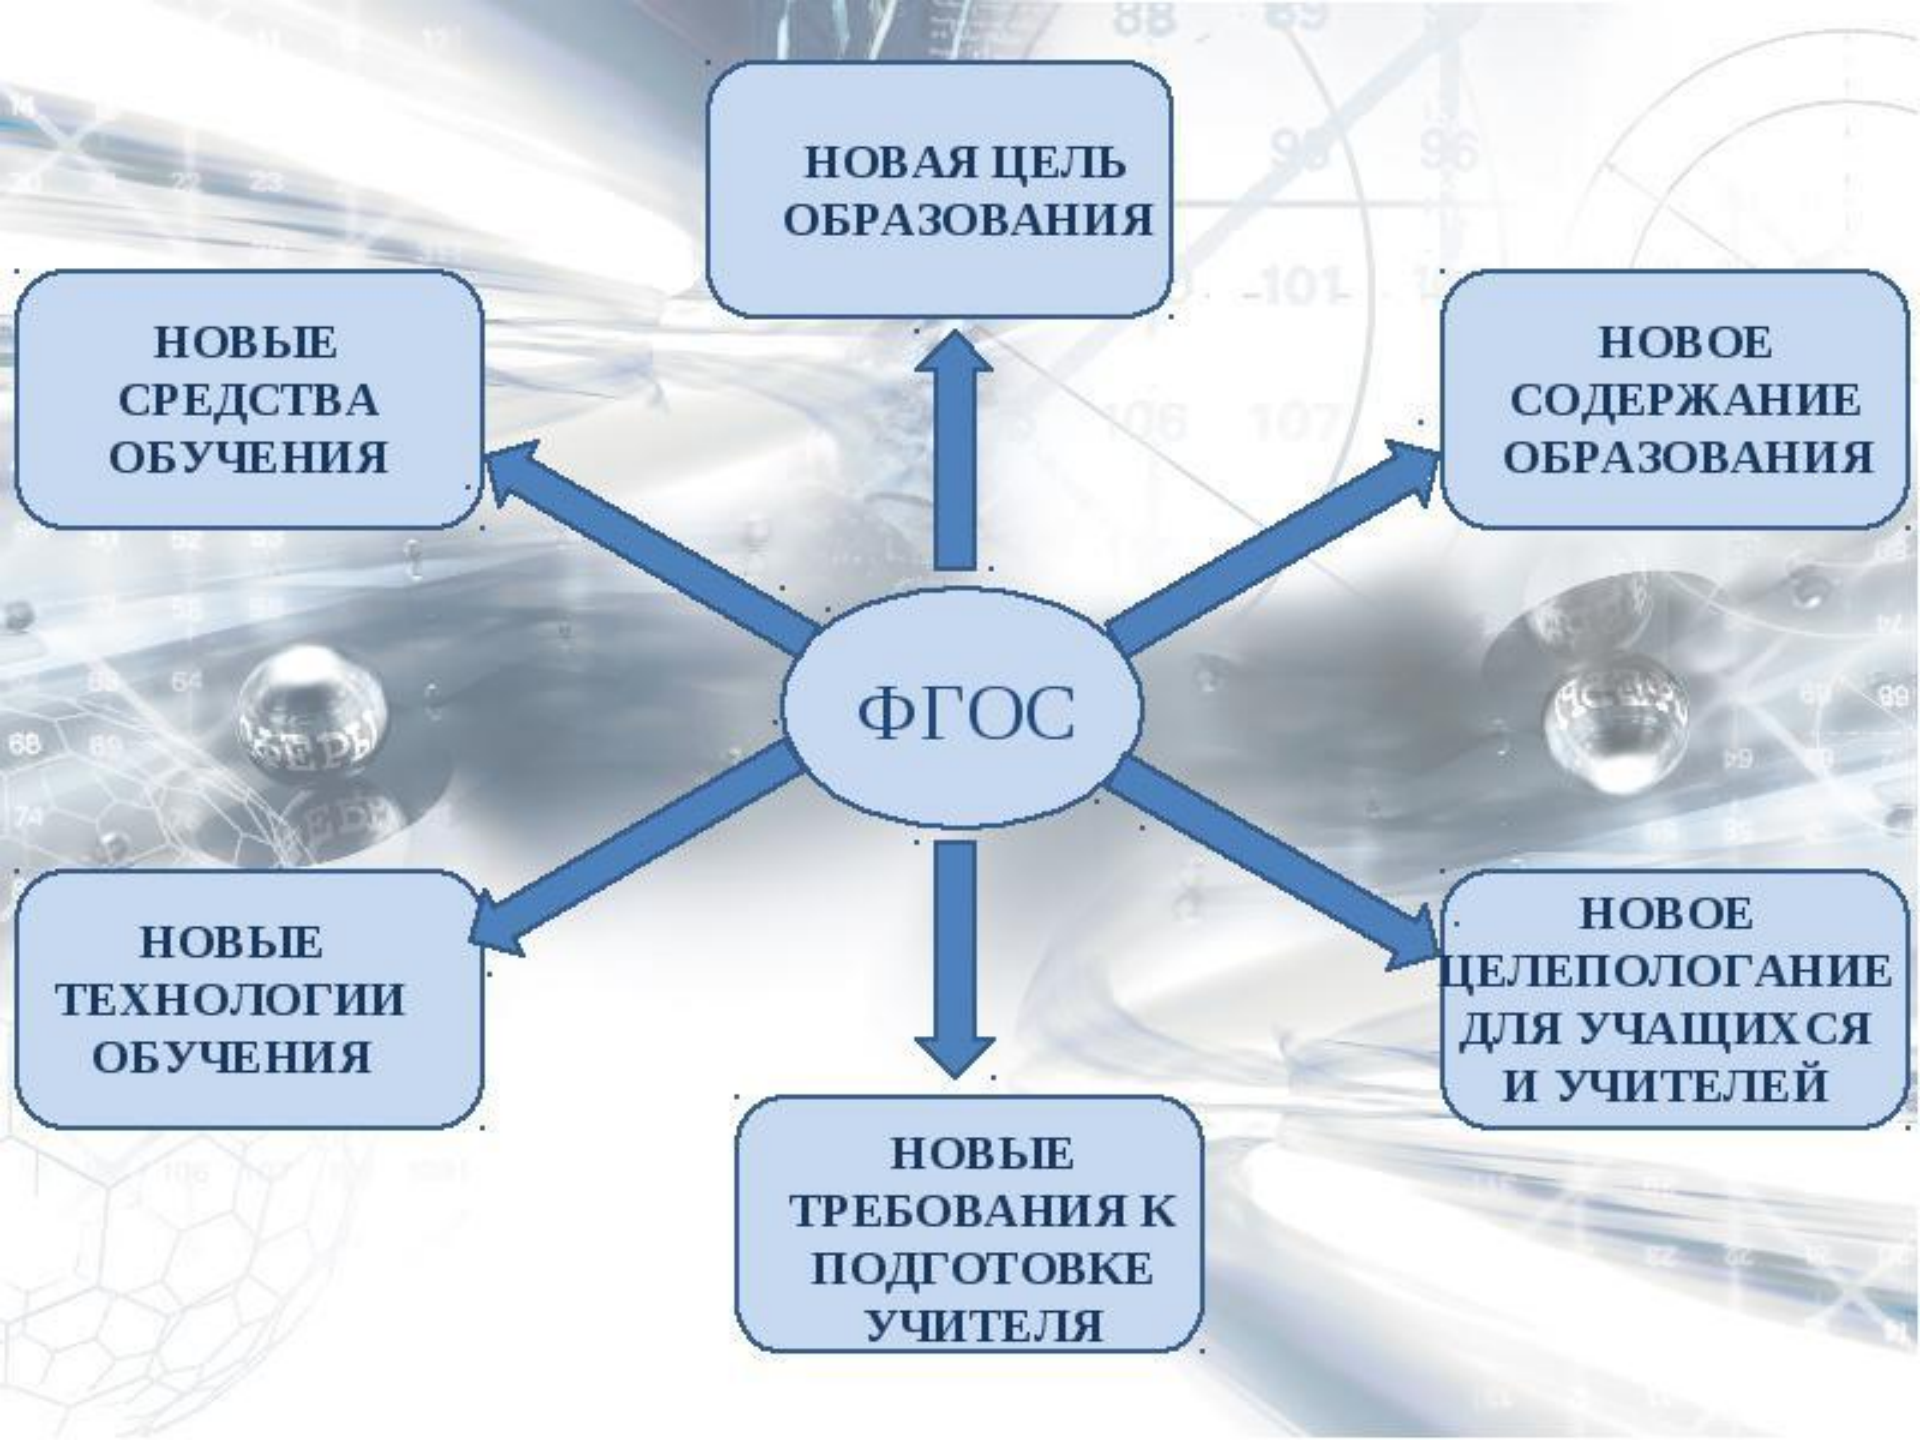 НОВАЯ ЦЕЛЬ
ОБРАЗОВАНИЯ
НОВЫЕ
СРЕДСТВА
ОБУЧЕНИЯ
НОВОЕ
СОДЕРЖАНИЕ
ОБРАЗОВАНИЯ
ФГОС
НОВЫЕ
ТЕХНОЛОГИИ
ОБУЧЕНИЯ
НОВОЕ
ЦЕЛЕПОЛОГАНИЕ
ДЛЯ УЧАЩИХСЯ
И УЧИТЕЛЕЙ
НОВЫЕ
ТРЕБОВАНИЯ К
ПОДГОТОВКЕ
УЧИТЕЛЯ